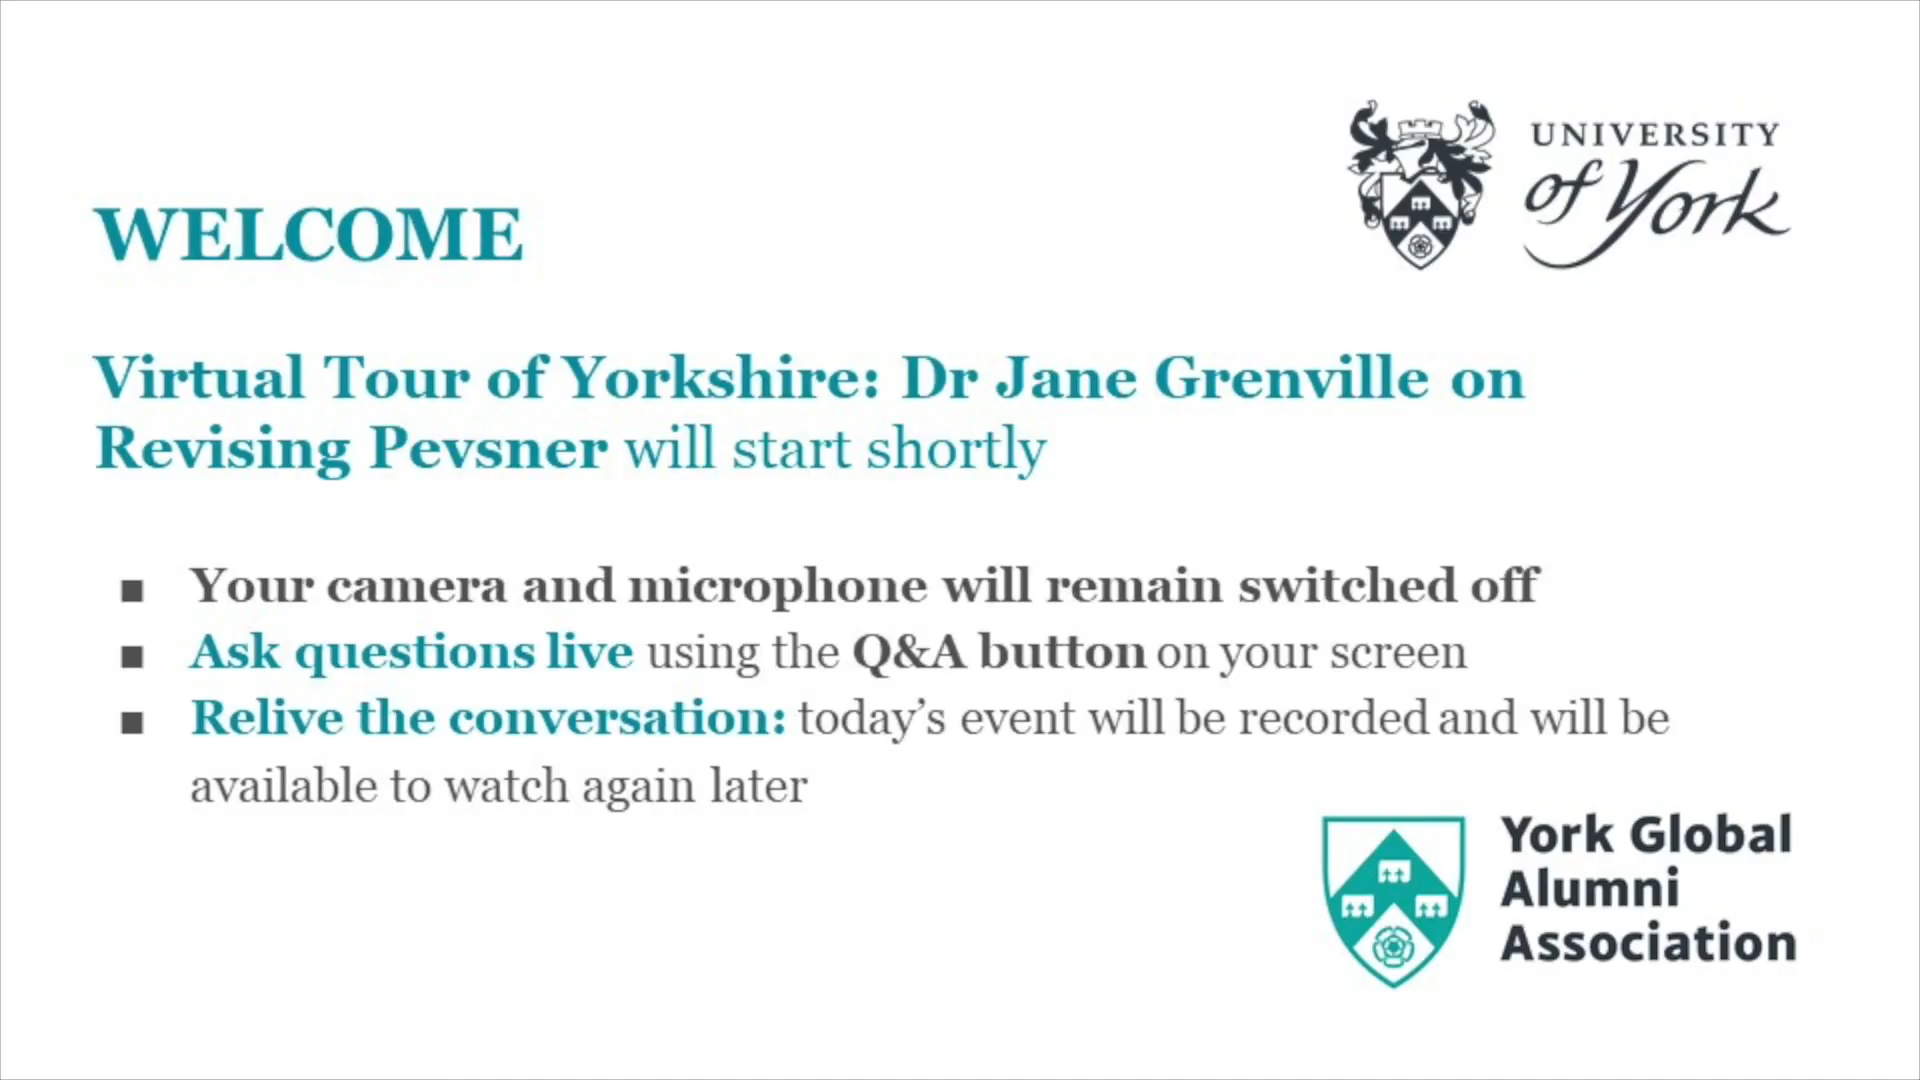 UNIVERSITY
of York
WELCOME
Virtual Tour of Yorkshire: Dr Jane Grenville on
Revising Pevsner will start shortly
▪ Your camera and microphone will remain switched off
▪ Ask questions live using the Q&A button on your screen
▪ Relive the conversation: today’s event will be recorded and will be
available to watch again later
York Global
Alumni
Association